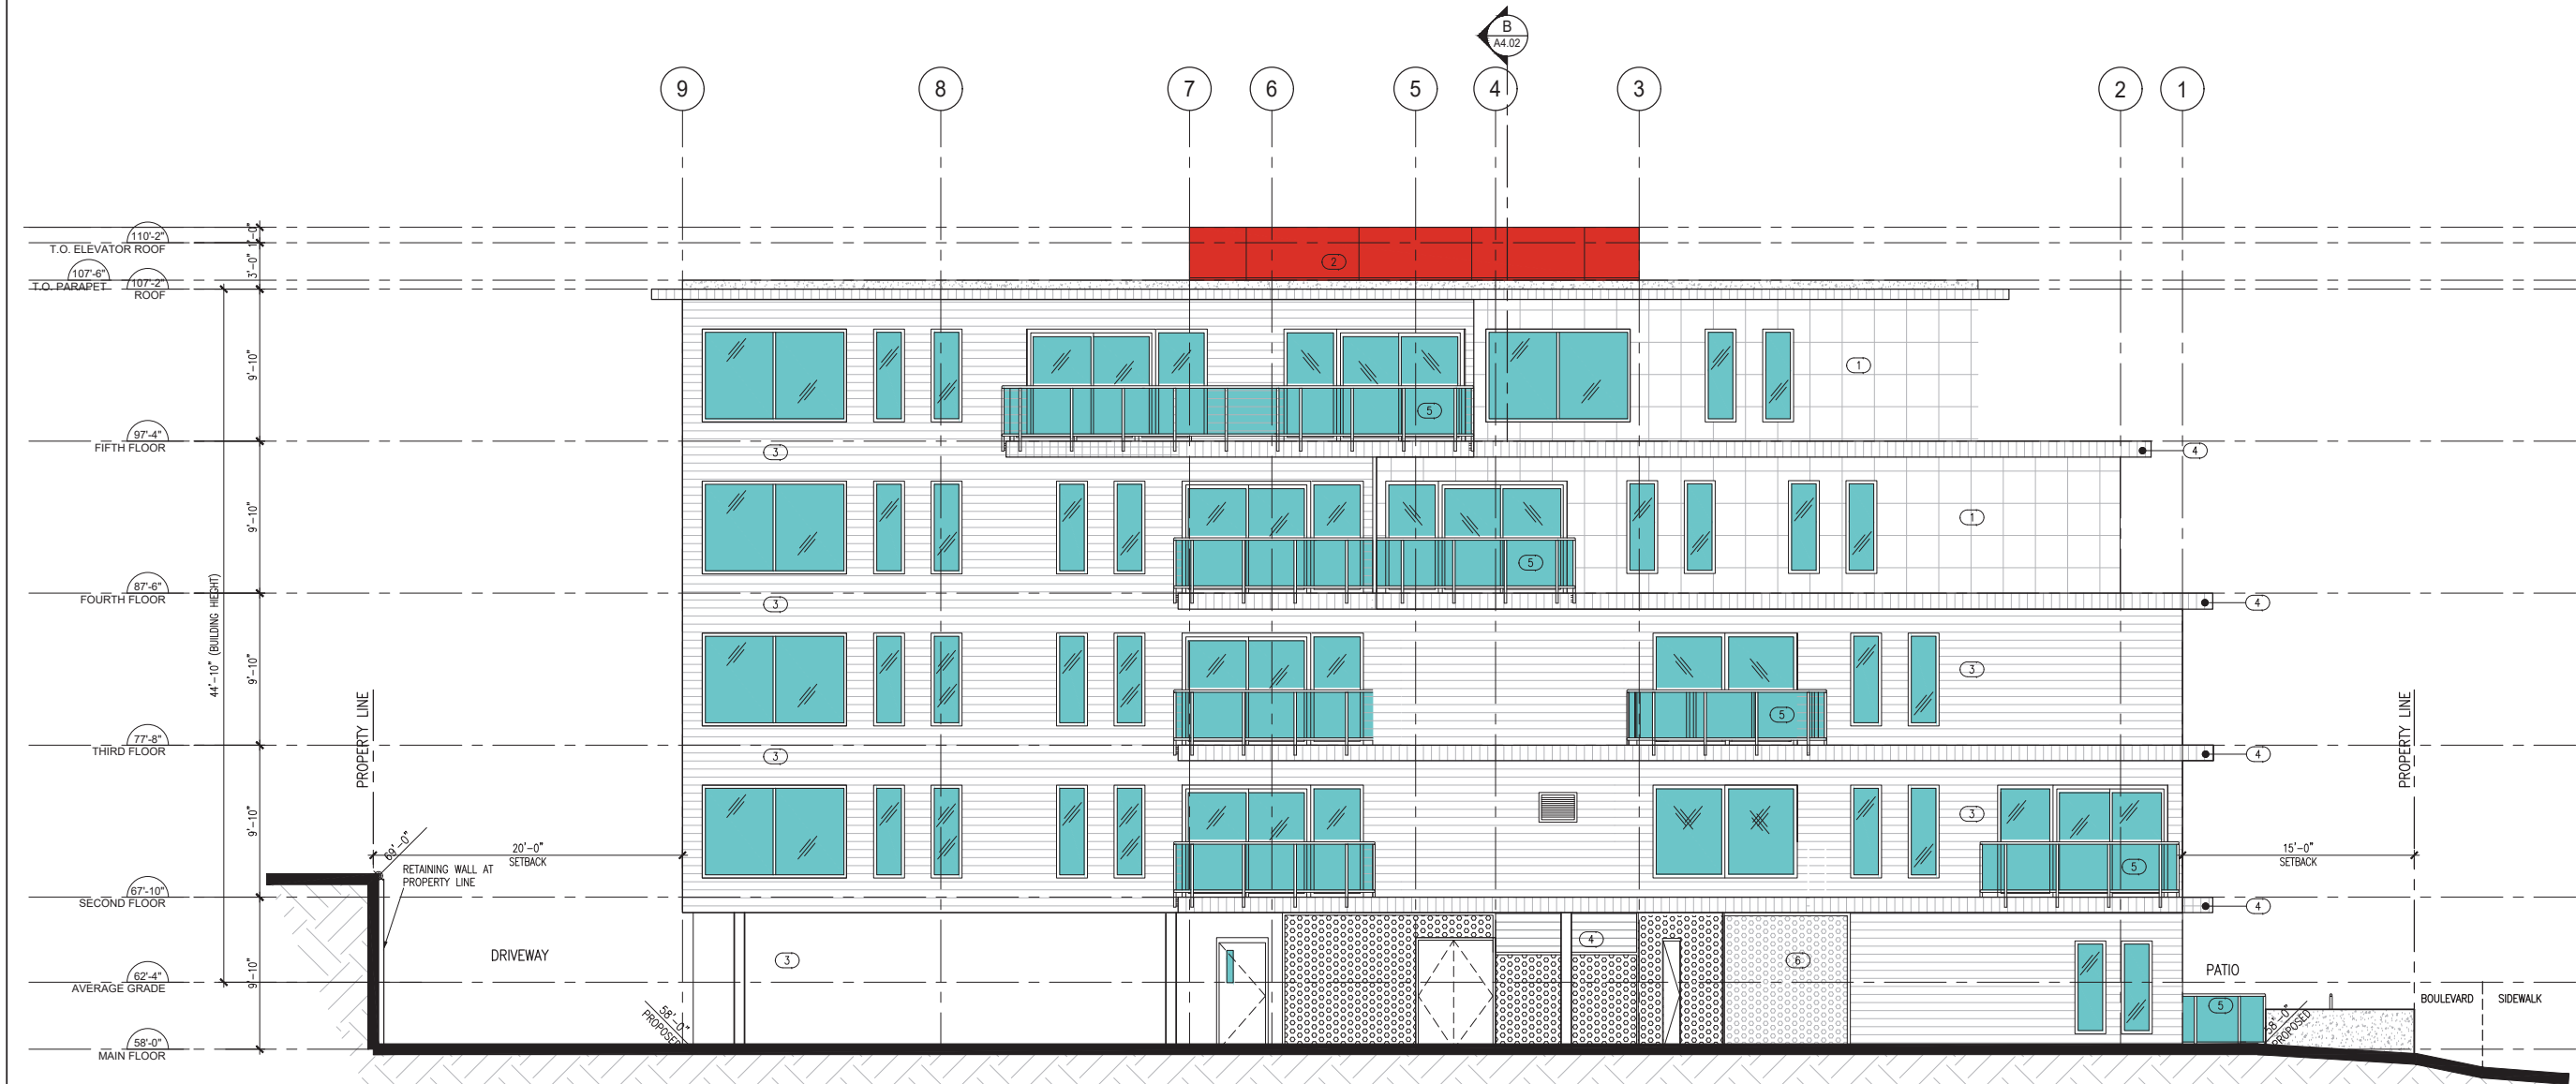 B
A4.02
9
8
7
6
5
4
3
2
1
110'-2"
T.O. ELEVATOR ROOF
1'-0"
3'-0"
107'-6"
T.O. PARAPET
107'-2"
ROOF
2
9'-10"
1
5
97'-4"
FIFTH FLOOR
3
4
9'-10"
1
5
87'-6"
FOURTH FLOOR
3
4
44'-10" (BUILDING HIEGHT)
9'-10"
3
5
PROPERTY LINE
PROPERTY LINE
77'-8"
THIRD FLOOR
3
4
9'-10"
3
69'-0"
20'-0"
SETBACK
15'-0"
SETBACK
RETAINING WALL AT
PROPERTY LINE
5
67'-10"
SECOND FLOOR
4
9'-10"
DRIVEWAY
3
4
6
PATIO
62'-4"
AVERAGE GRADE
5
BOULEVARD
SIDEWALK
58'-0"
PROPOSED
58'-0"
PROPOSED
58'-0"
MAIN FLOOR